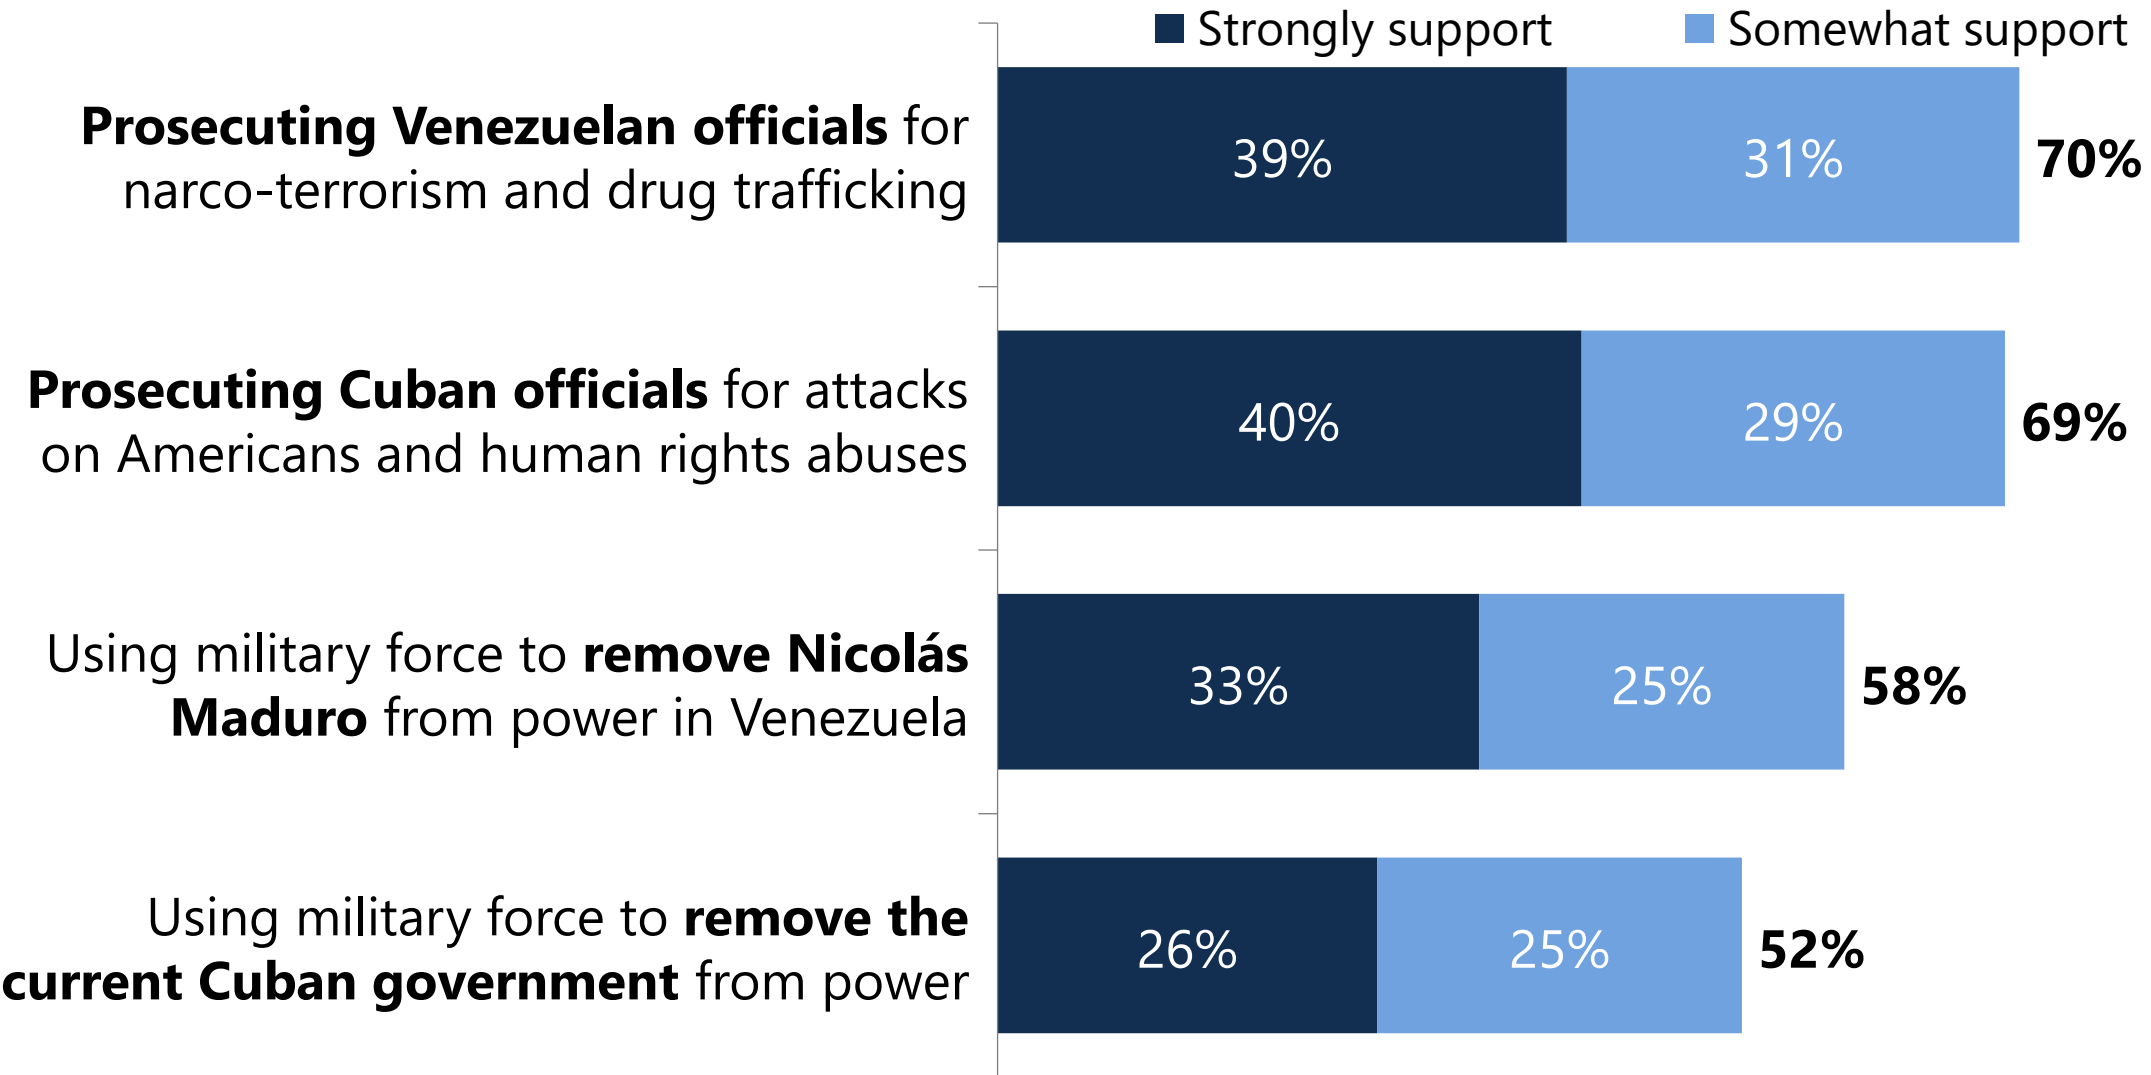 Strongly support Somewhat support
Prosecuting Venezuelan officials for
narco-terrorism and drug trafficking
39% 31% 70%
Prosecuting Cuban officials for attacks
on Americans and human rights abuses
40% 29% 69%
Using military force to remove Nicolás
Maduro from power in Venezuela
33% 25% 58%
Using military force to remove the
current Cuban government from power
26% 25% 52%